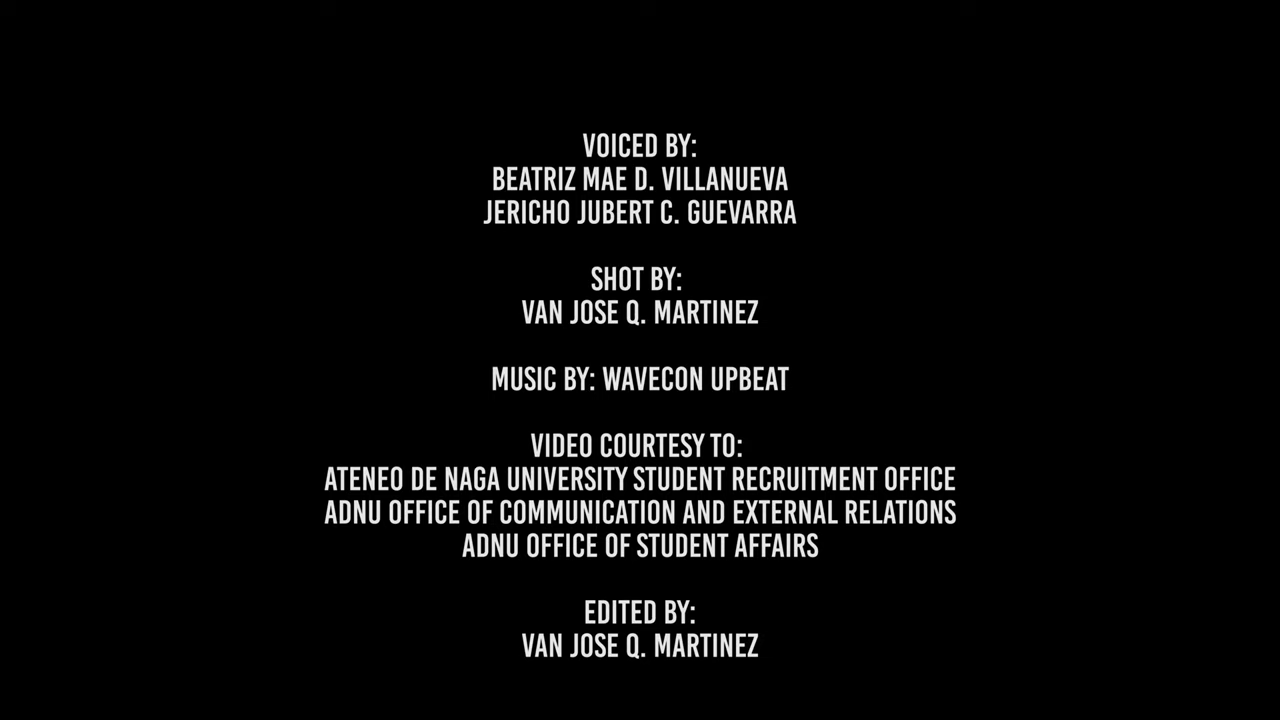 VOICED BY:
BEATRIZ MAE D. VILLANUEVA
JERICHO JUBERT C. GUEVARRA
SHOT BY:
VAN JOSE Q. MARTINEZ
MUSIC BY: WAVECON UPBEAT
VIDEO COURTESY TO:
ATENEO DE NAGA UNIVERSITY STUDENT RECRUITMENT OFFICE
ADNU OFFICE OF COMMUNICATION AND EXTERNAL RELATIONS
ADNU OFFICE OF STUDENT AFFAIRS
EDITED BY:
VAN JOSE Q. MARTINEZ